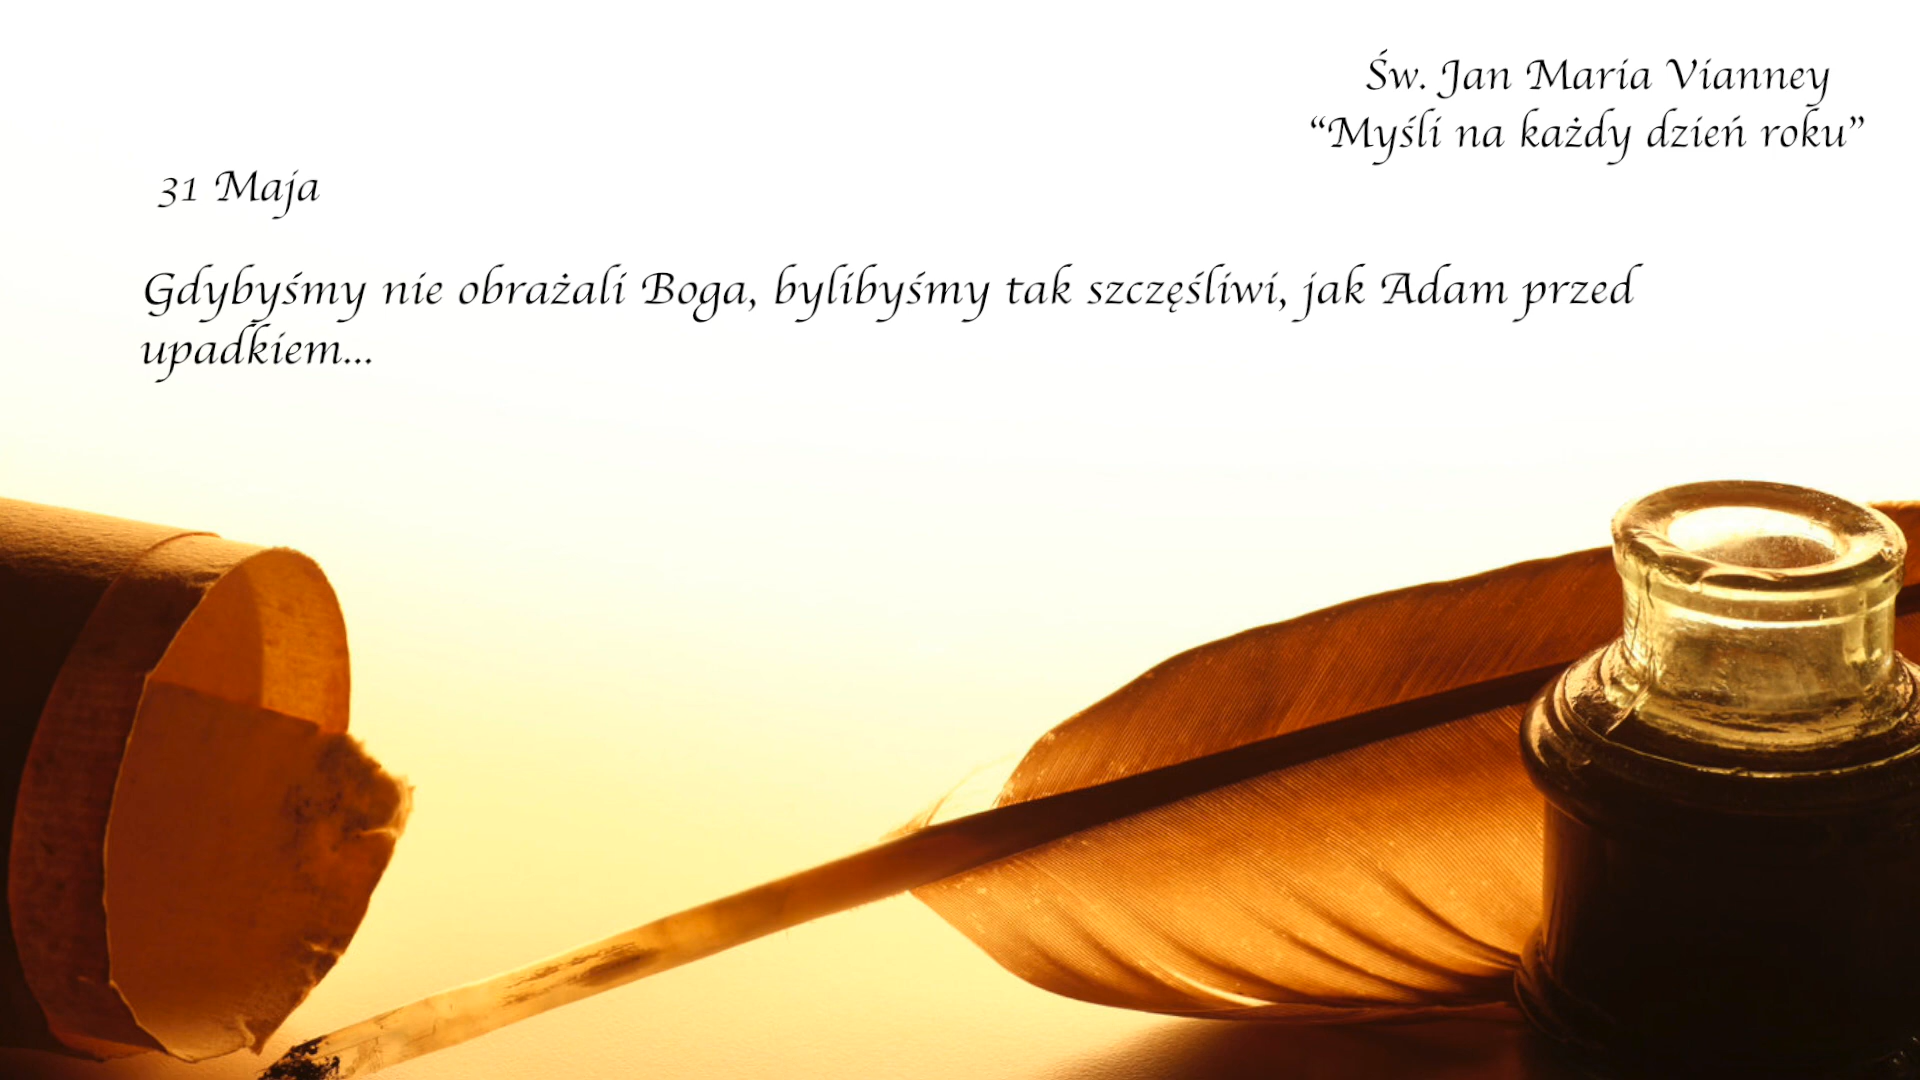 Św. Jan Maria Vianney
“Myśli na każdy dzień roku”
31 Maja
Gdybyśmy nie obrażali Boga, bylibyśmy tak szczęśliwi, jak Adam przed
upadkiem...